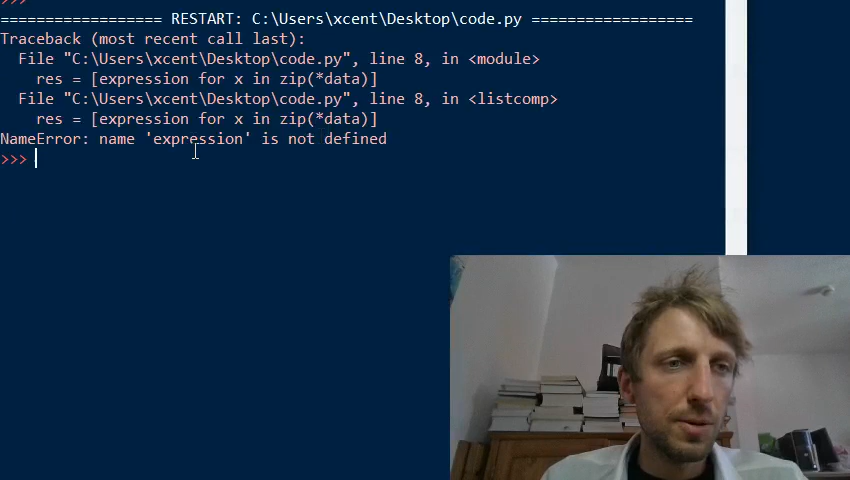 >>>
================== RESTART: C:\Users\xcent\Desktop\code.py ==================
Traceback (most recent call last):
  File "C:\Users\xcent\Desktop\code.py", line 8, in <module>
    res = [expression for x in zip(*data)]
  File "C:\Users\xcent\Desktop\code.py", line 8, in <listcomp>
    res = [expression for x in zip(*data)]
NameError: name 'expression' is not defined
>>>